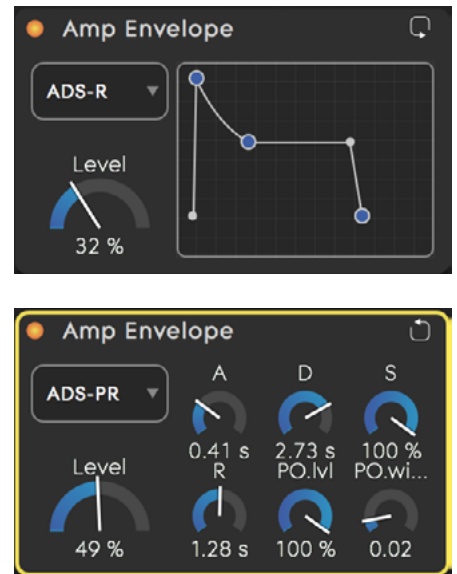 Amp Envelope
ADS-R
Level
32 %
Amp Envelope
ADS-PR
A D S
0.41 s 2.73 s 100 %
Level
R PO.lvl PO.wi...
49 % 1.28 s 100 % 0.02